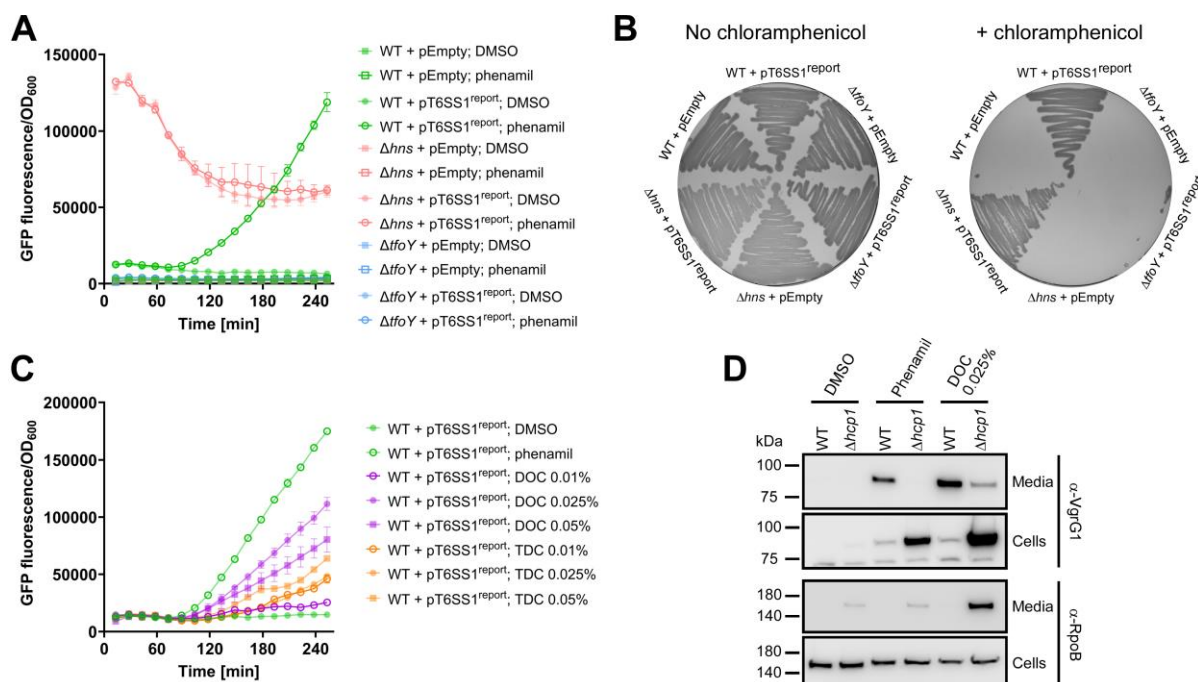 A
GFP fluorescence/OD600
150000
100000
50000
0
0
60
120
180
240
Time [min]
WT + pEmpty; DMSO
WT + pEmpty; phenamil
WT + pT6SS1report; DMSO
WT + pT6SS1report; phenamil
Δhns + pEmpty; DMSO
Δhns + pEmpty; phenamil
Δhns + pT6SS1report; DMSO
Δhns + pT6SS1report; phenamil
ΔtfoY + pEmpty; DMSO
ΔtfoY + pEmpty; phenamil
ΔtfoY + pT6SS1report; DMSO
ΔtfoY + pT6SS1report; phenamil
B
No chloramphenicol
WT + pT6SS1report
ΔtfoY + pEmpty
ΔtfoY + pT6SS1report
Δhns + pEmpty
Δhns + pT6SS1report
WT + pEmpty
+ chloramphenicol
WT + pT6SS1report
ΔtfoY + pEmpty
ΔtfoY + pT6SS1report
Δhns + pEmpty
Δhns + pT6SS1report
WT + pEmpty
C
GFP fluorescence/OD600
200000
150000
100000
50000
0
0
60
120
180
240
Time [min]
WT + pT6SS1report; DMSO
WT + pT6SS1report; phenamil
WT + pT6SS1report; DOC 0.01%
WT + pT6SS1report; DOC 0.025%
WT + pT6SS1report; DOC 0.05%
WT + pT6SS1report; TDC 0.01%
WT + pT6SS1report; TDC 0.025%
WT + pT6SS1report; TDC 0.05%
D
DMSO
Phenamil
DOC
0.025%
kDa
WT
Δhcp1
WT
Δhcp1
WT
Δhcp1
100
75
Media
100
75
Cells
α-VgrG1
180
140
Media
180
140
Cells
α-RpoB